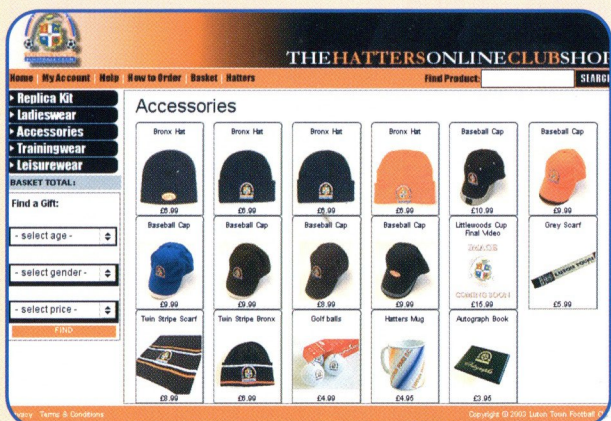 THEHATTERSONLINECLUBSHOP
Home | My Account | Help | How to Order | Basket | Hatters
Find Product: SEARCH
Replica Kit
Ladieswear
Accessories
Trainingwear
Leisurewear
BASKET TOTAL:
Find a Gift:
- select age -
- select gender -
- select price -
FIND
Accessories
Bronx Hat
£6.99
Bronx Hat
£6.99
Bronx Hat
£6.99
Bronx Hat
£6.99
Baseball Cap
£10.99
Baseball Cap
£9.99
Baseball Cap
£9.99
Baseball Cap
£9.99
Baseball Cap
£8.99
Baseball Cap
£9.99
Littlewoods Cup
Final Video
IMAGE
COMING SOON
£15.99
Grey Scarf
£5.99
Twin Stripe Scarf
£8.99
Twin Stripe Bronx
£6.99
Golf balls
£4.99
Hatters Mug
£4.95
Autograph Book
£3.95
Privacy Terms & Conditions
Copyright © 2003 Luton Town Football